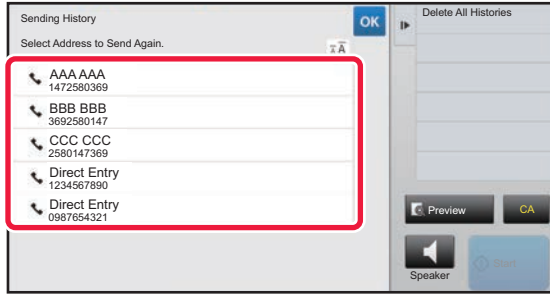 Sending History
OK
Delete All Histories
Select Address to Send Again.
A A
AAA AAA
1472580369
BBB BBB
3692580147
CCC CCC
2580147369
Direct Entry
1234567890
Direct Entry
0987654321
Preview
CA
Speaker
Start